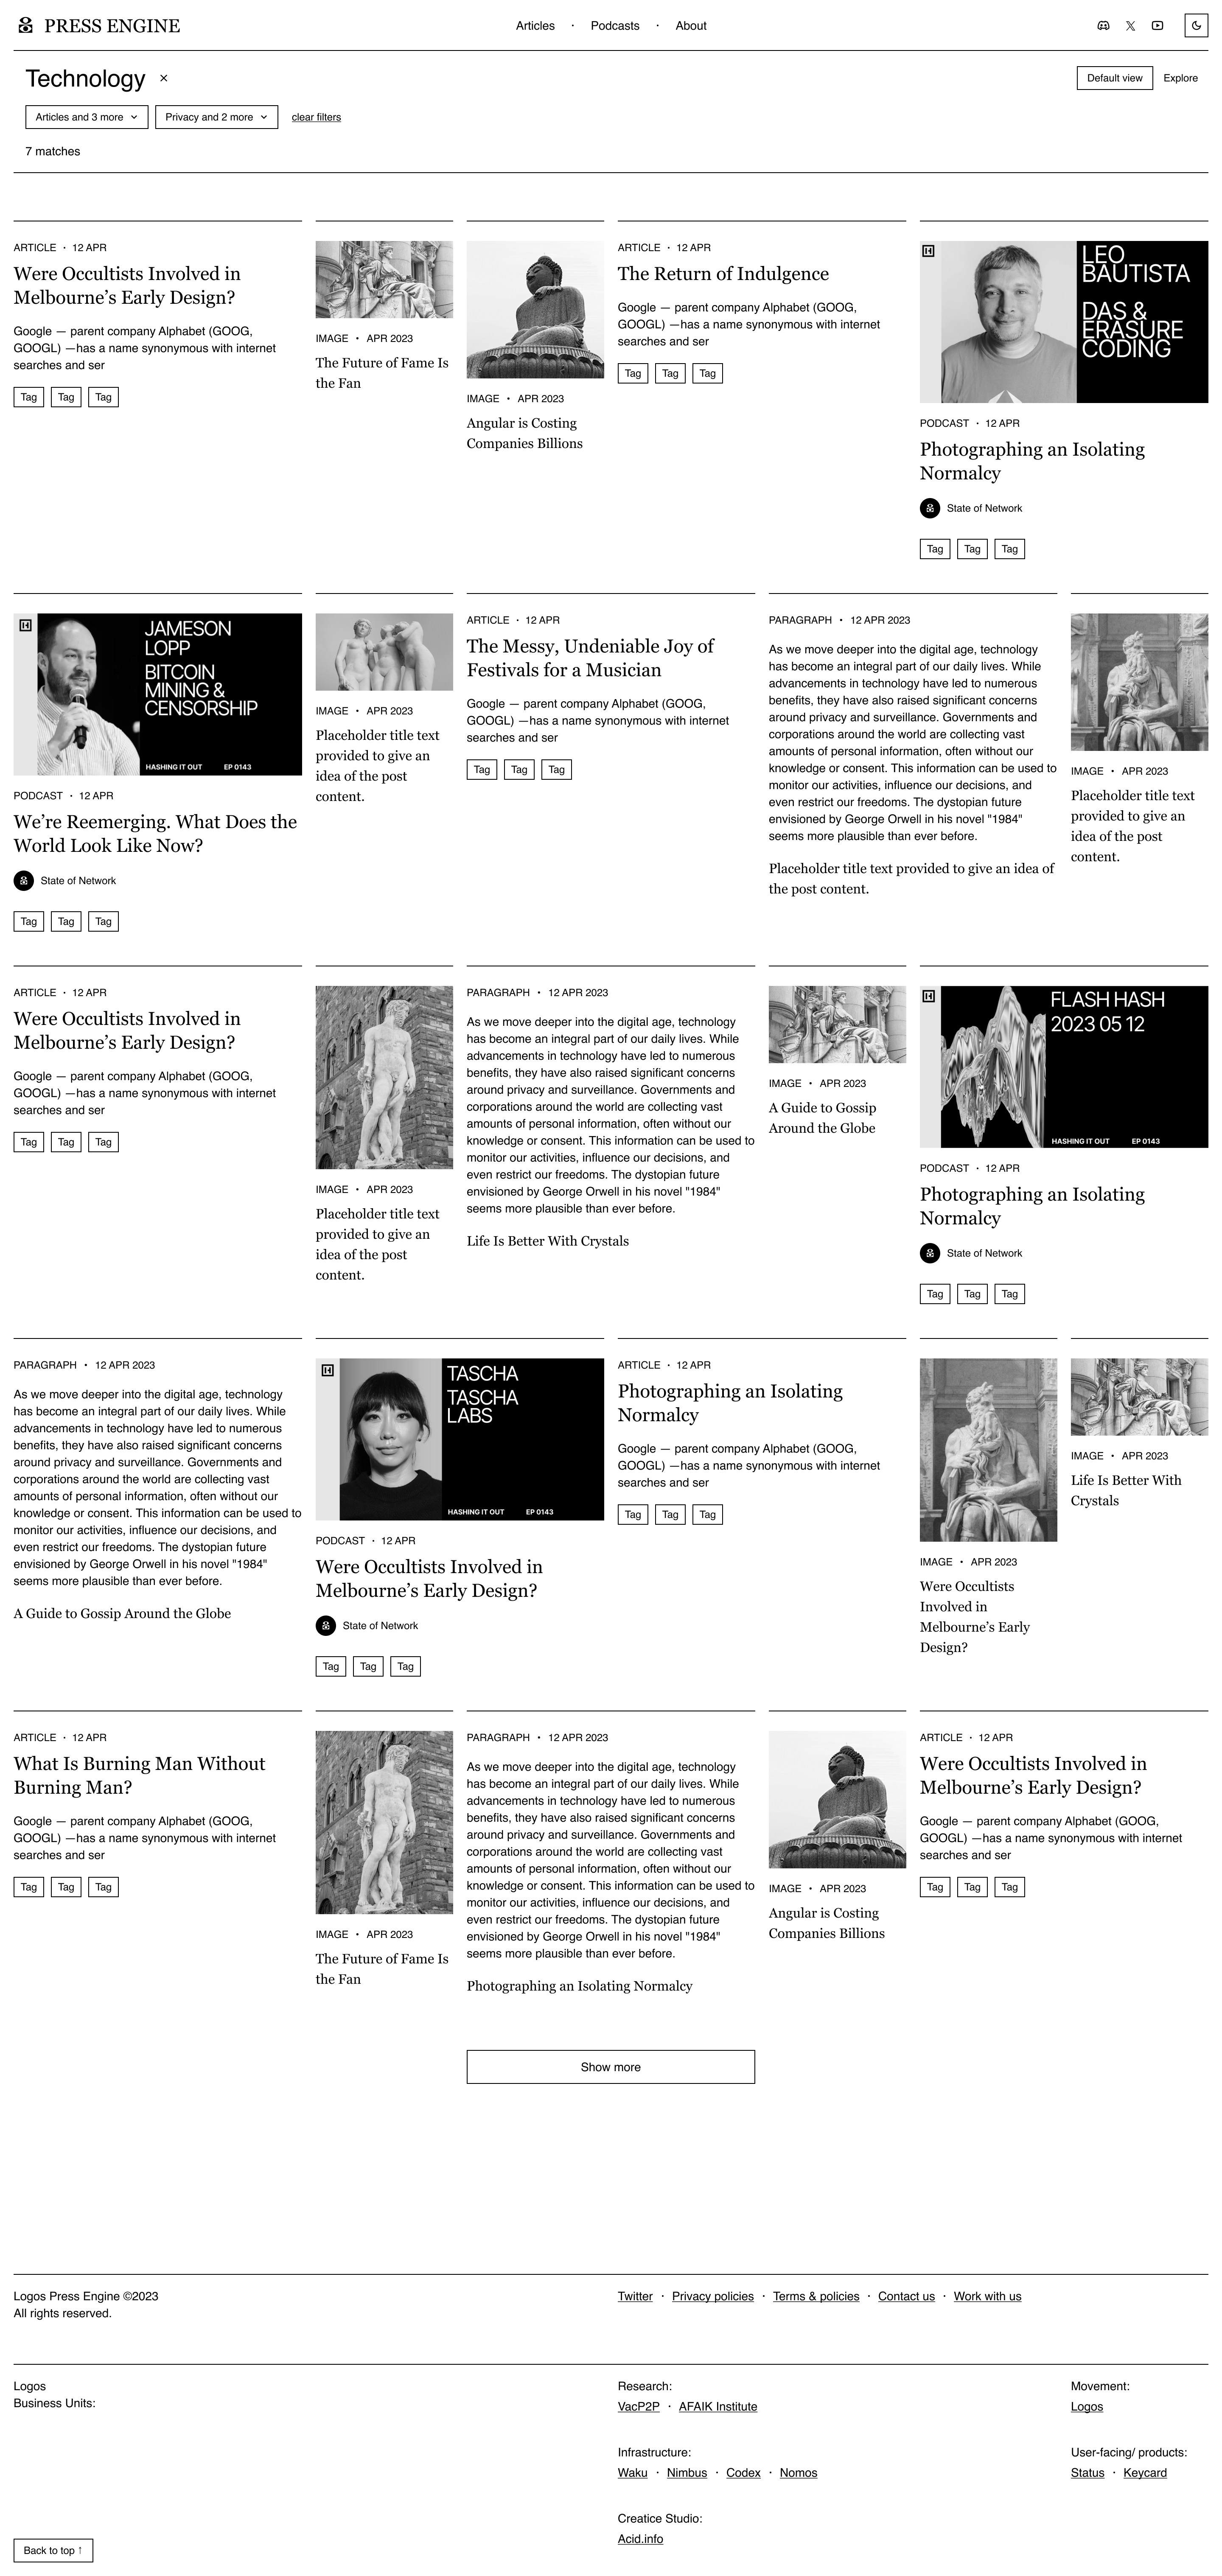 PRESS ENGINE
Articles · Podcasts · About
Technology ×
Default view
Explore
Articles and 3 more
Privacy and 2 more
clear filters
7 matches
ARTICLE · 12 APR
Were Occultists Involved in
Melbourne’s Early Design?
Google — parent company Alphabet (GOOG,
GOOGL) —has a name synonymous with internet
searches and ser
Tag Tag Tag
IMAGE • APR 2023
The Future of Fame Is
the Fan
IMAGE • APR 2023
Angular is Costing
Companies Billions
ARTICLE · 12 APR
The Return of Indulgence
Google — parent company Alphabet (GOOG,
GOOGL) —has a name synonymous with internet
searches and ser
Tag Tag Tag
LEO
BAUTISTA
DAS &
ERASURE
CODING
PODCAST · 12 APR
Photographing an Isolating
Normalcy
State of Network
Tag Tag Tag
JAMESON
LOPP
BITCOIN
MINING &
CENSORSHIP
HASHING IT OUT EP 0143
PODCAST · 12 APR
We’re Reemerging. What Does the
World Look Like Now?
State of Network
Tag Tag Tag
IMAGE • APR 2023
Placeholder title text
provided to give an
idea of the post
content.
ARTICLE · 12 APR
The Messy, Undeniable Joy of
Festivals for a Musician
Google — parent company Alphabet (GOOG,
GOOGL) —has a name synonymous with internet
searches and ser
Tag Tag Tag
PARAGRAPH • 12 APR 2023
As we move deeper into the digital age, technology
has become an integral part of our daily lives. While
advancements in technology have led to numerous
benefits, they have also raised significant concerns
around privacy and surveillance. Governments and
corporations around the world are collecting vast
amounts of personal information, often without our
knowledge or consent. This information can be used to
monitor our activities, influence our decisions, and
even restrict our freedoms. The dystopian future
envisioned by George Orwell in his novel "1984"
seems more plausible than ever before.
Placeholder title text provided to give an idea of
the post content.
IMAGE • APR 2023
Placeholder title text
provided to give an
idea of the post
content.
ARTICLE · 12 APR
Were Occultists Involved in
Melbourne’s Early Design?
Google — parent company Alphabet (GOOG,
GOOGL) —has a name synonymous with internet
searches and ser
Tag Tag Tag
IMAGE • APR 2023
Placeholder title text
provided to give an
idea of the post
content.
PARAGRAPH • 12 APR 2023
As we move deeper into the digital age, technology
has become an integral part of our daily lives. While
advancements in technology have led to numerous
benefits, they have also raised significant concerns
around privacy and surveillance. Governments and
corporations around the world are collecting vast
amounts of personal information, often without our
knowledge or consent. This information can be used to
monitor our activities, influence our decisions, and
even restrict our freedoms. The dystopian future
envisioned by George Orwell in his novel "1984"
seems more plausible than ever before.
Life Is Better With Crystals
IMAGE • APR 2023
A Guide to Gossip
Around the Globe
FLASH HASH
2023 05 12
HASHING IT OUT EP 0143
PODCAST · 12 APR
Photographing an Isolating
Normalcy
State of Network
Tag Tag Tag
PARAGRAPH • 12 APR 2023
As we move deeper into the digital age, technology
has become an integral part of our daily lives. While
advancements in technology have led to numerous
benefits, they have also raised significant concerns
around privacy and surveillance. Governments and
corporations around the world are collecting vast
amounts of personal information, often without our
knowledge or consent. This information can be used to
monitor our activities, influence our decisions, and
even restrict our freedoms. The dystopian future
envisioned by George Orwell in his novel "1984"
seems more plausible than ever before.
A Guide to Gossip Around the Globe
TASCHA
TASCHA
LABS
HASHING IT OUT EP 0143
PODCAST · 12 APR
Were Occultists Involved in
Melbourne’s Early Design?
State of Network
Tag Tag Tag
ARTICLE · 12 APR
Photographing an Isolating
Normalcy
Google — parent company Alphabet (GOOG,
GOOGL) —has a name synonymous with internet
searches and ser
Tag Tag Tag
IMAGE • APR 2023
Were Occultists
Involved in
Melbourne’s Early
Design?
IMAGE • APR 2023
Life Is Better With
Crystals
ARTICLE · 12 APR
What Is Burning Man Without
Burning Man?
Google — parent company Alphabet (GOOG,
GOOGL) —has a name synonymous with internet
searches and ser
Tag Tag Tag
IMAGE • APR 2023
The Future of Fame Is
the Fan
PARAGRAPH • 12 APR 2023
As we move deeper into the digital age, technology
has become an integral part of our daily lives. While
advancements in technology have led to numerous
benefits, they have also raised significant concerns
around privacy and surveillance. Governments and
corporations around the world are collecting vast
amounts of personal information, often without our
knowledge or consent. This information can be used to
monitor our activities, influence our decisions, and
even restrict our freedoms. The dystopian future
envisioned by George Orwell in his novel "1984"
seems more plausible than ever before.
Photographing an Isolating Normalcy
IMAGE • APR 2023
Angular is Costing
Companies Billions
ARTICLE · 12 APR
Were Occultists Involved in
Melbourne’s Early Design?
Google — parent company Alphabet (GOOG,
GOOGL) —has a name synonymous with internet
searches and ser
Tag Tag Tag
Show more
Logos Press Engine ©2023
All rights reserved.
Twitter · Privacy policies · Terms & policies · Contact us · Work with us
Logos
Business Units:
Research:
VacP2P · AFAIK Institute
Movement:
Logos
Infrastructure:
Waku · Nimbus · Codex · Nomos
User-facing/ products:
Status · Keycard
Creatice Studio:
Acid.info
Back to top ↑